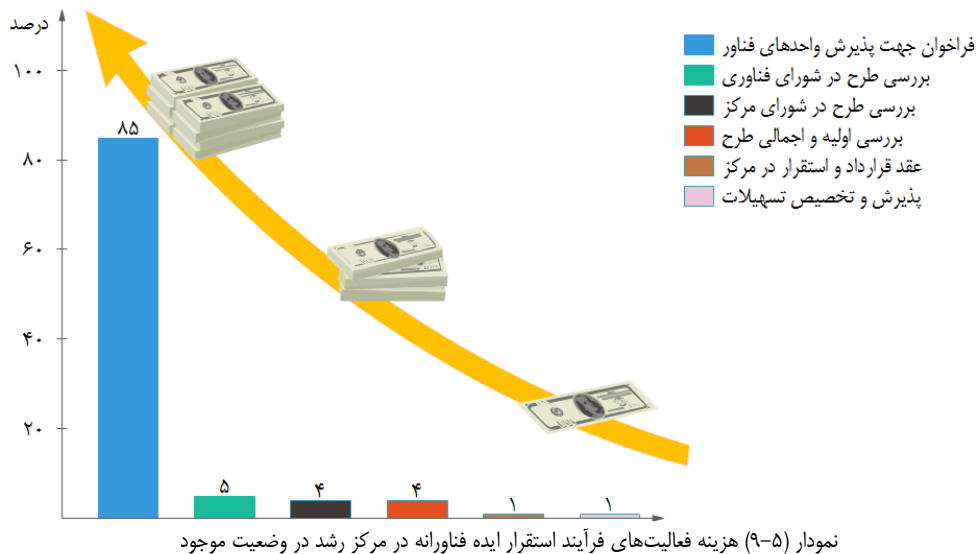 درصد
۱۰۰
۸۰
۶۰
۴۰
۲۰
۸۵
۵
۴
۴
۱
۱
فراخوان جهت پذیرش واحدهای فناور
بررسی طرح در شورای فناوری
بررسی طرح در شورای مرکز
بررسی اولیه و اجمالی طرح
عقد قرارداد و استقرار در مرکز
پذیرش و تخصیص تسهیلات
نمودار (۵-۹) هزینه فعالیت‌های فرآیند استقرار ایده فناورانه در مرکز رشد در وضعیت موجود